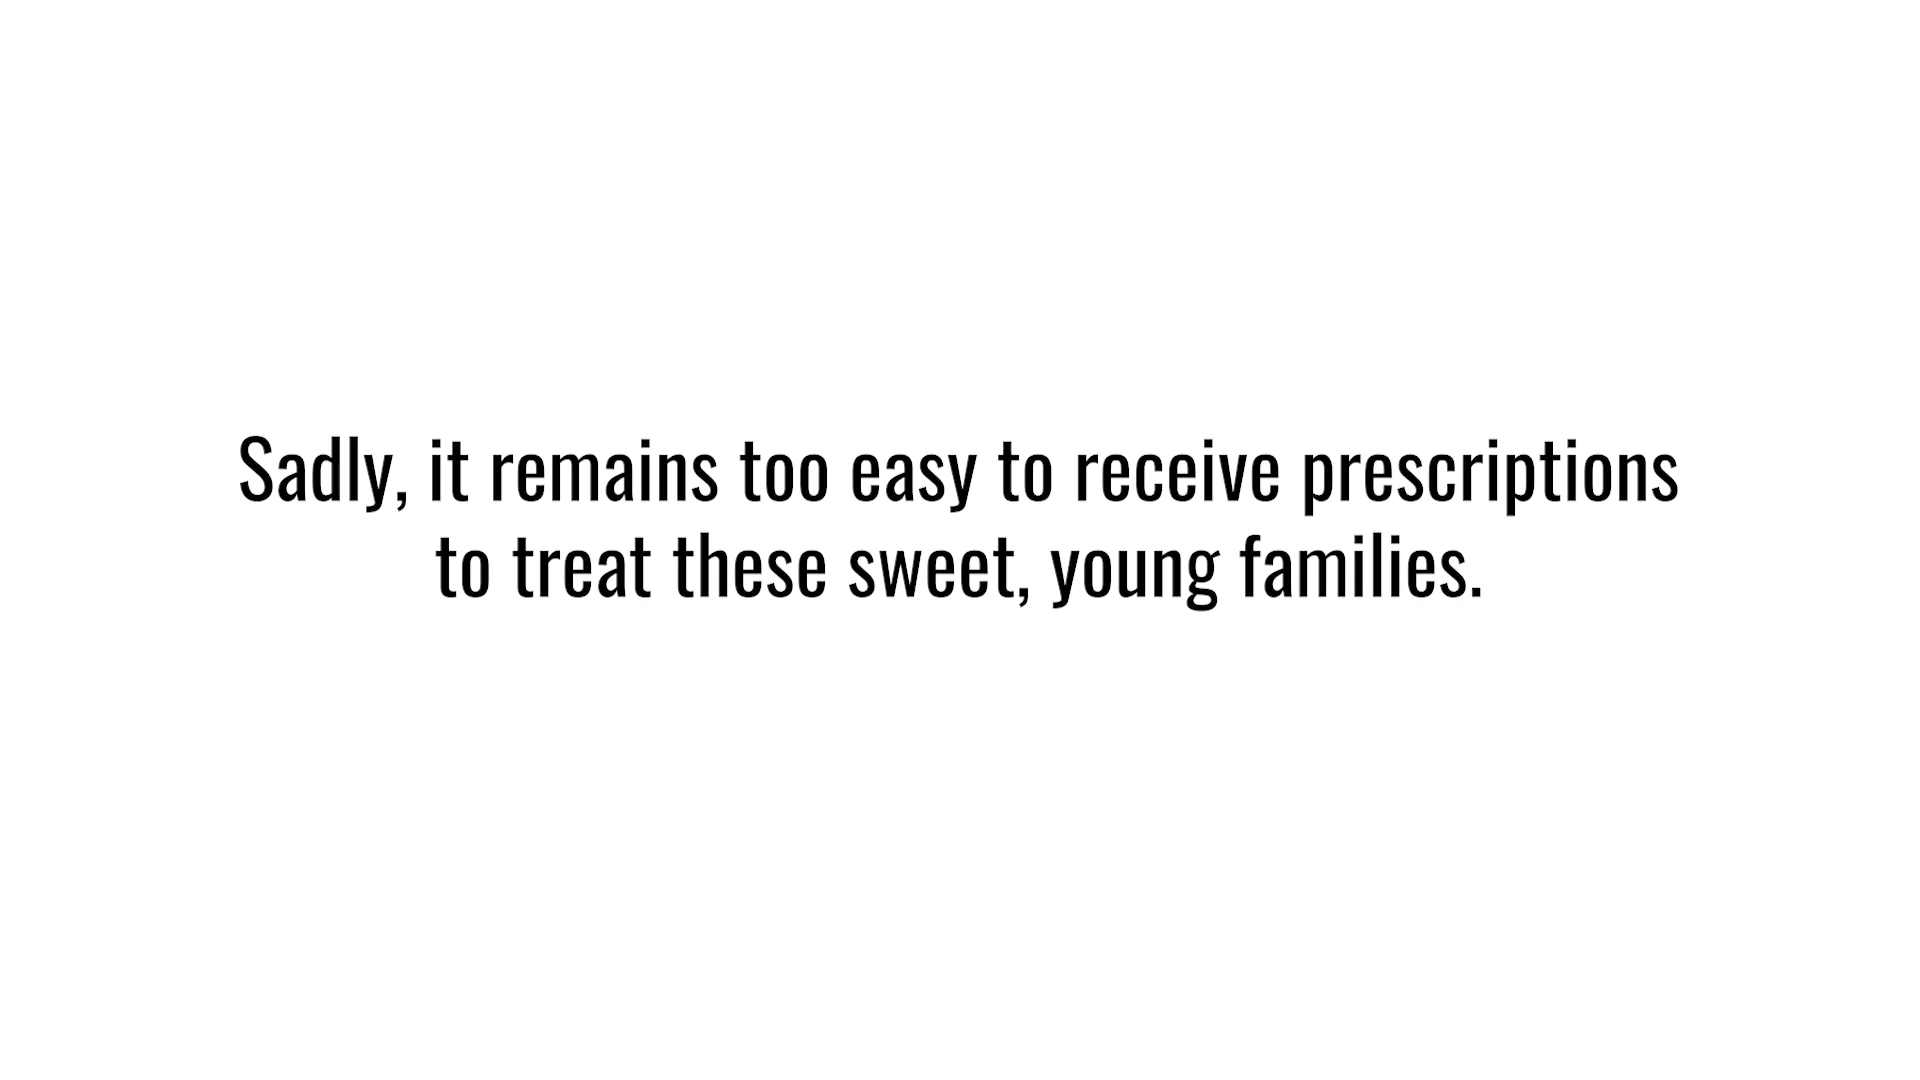 Sadly, it remains too easy to receive prescriptions
to treat these sweet, young families.